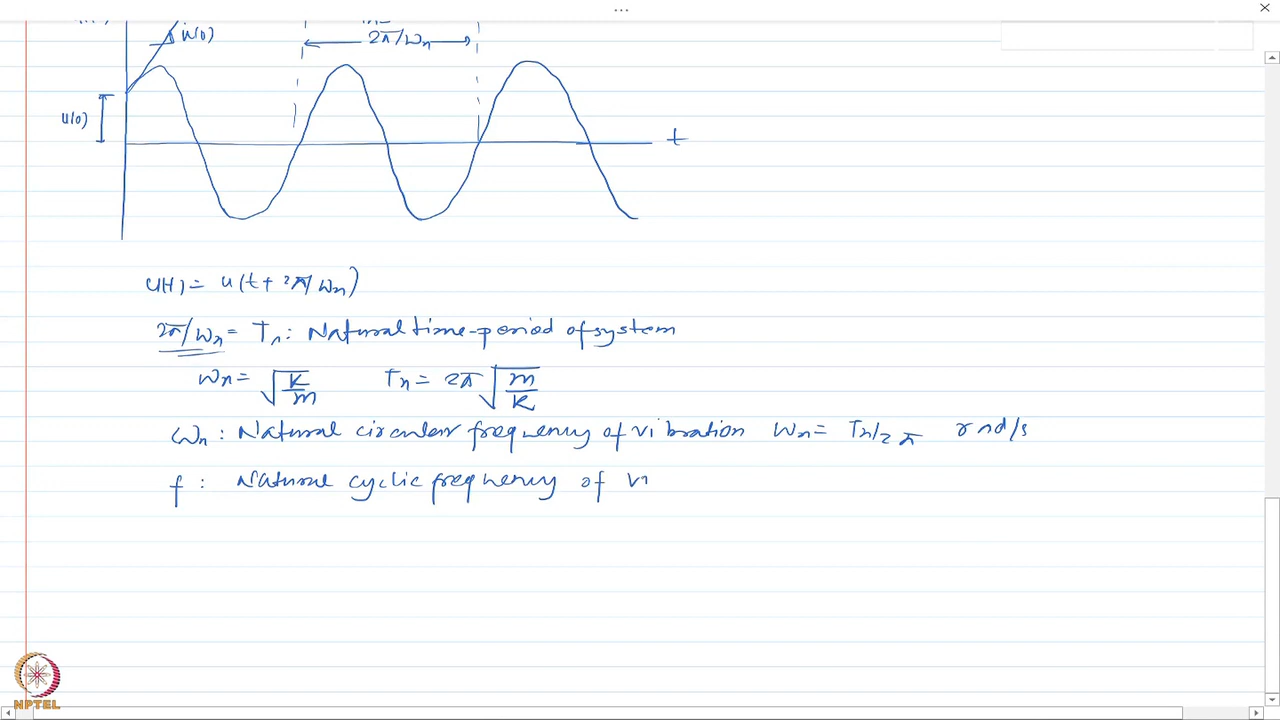 u̇(0)
2π/ωn
u(0)
t
u(t) = u(t + 2π/ωn)
2π/ωn = Tn : Natural time-period of system
ωn = √(k/m) Tn = 2π √(m/k)
ωn : Natural circular frequency of vibration ωn = Tn/2π rad/s
f : Natural cyclic frequency of vi
NPTEL